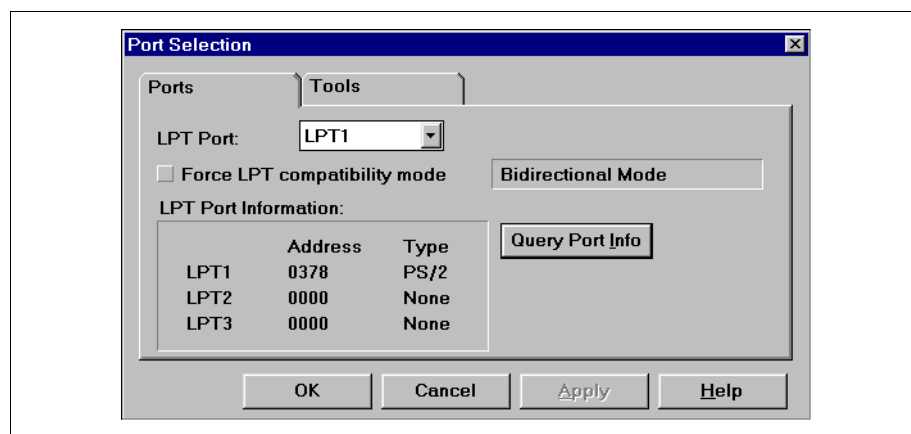 Port Selection
Ports Tools
LPT Port: LPT1
Force LPT compatibility mode Bidirectional Mode
LPT Port Information:
Query Port Info
Address Type
LPT1 0378 PS/2
LPT2 0000 None
LPT3 0000 None
OK Cancel Apply Help